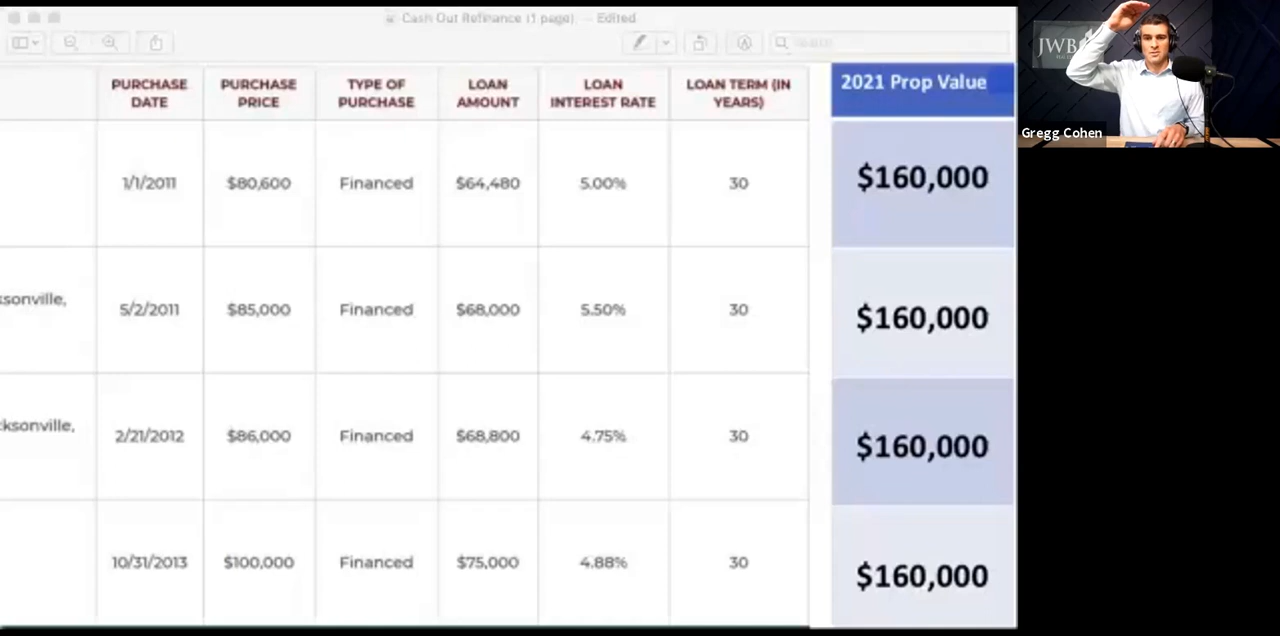 Cash Out Refinance (1 page) — Edited
Search
JWB
Gregg Cohen
PURCHASE DATE
PURCHASE PRICE
TYPE OF PURCHASE
LOAN AMOUNT
LOAN INTEREST RATE
LOAN TERM (IN YEARS)
2021 Prop Value
1/1/2011 $80,600 Financed $64,480 5.00% 30 $160,000
5/2/2011 $85,000 Financed $68,000 5.50% 30 $160,000
2/21/2012 $86,000 Financed $68,800 4.75% 30 $160,000
10/31/2013 $100,000 Financed $75,000 4.88% 30 $160,000